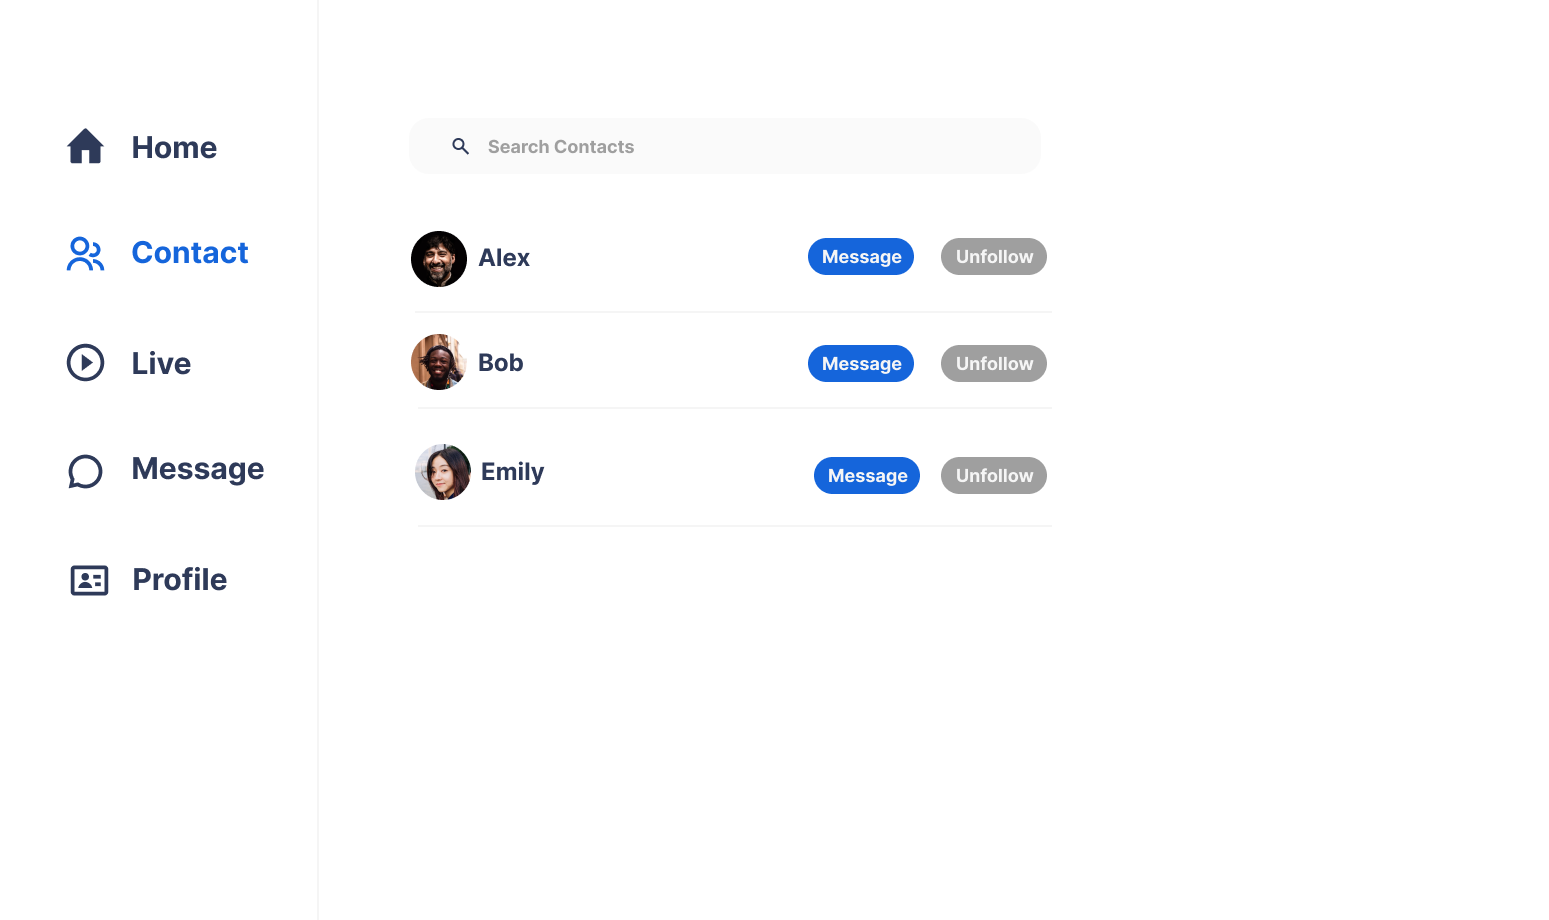 Home
Contact
Live
Message
Profile
Search Contacts
Alex
Message
Unfollow
Bob
Message
Unfollow
Emily
Message
Unfollow